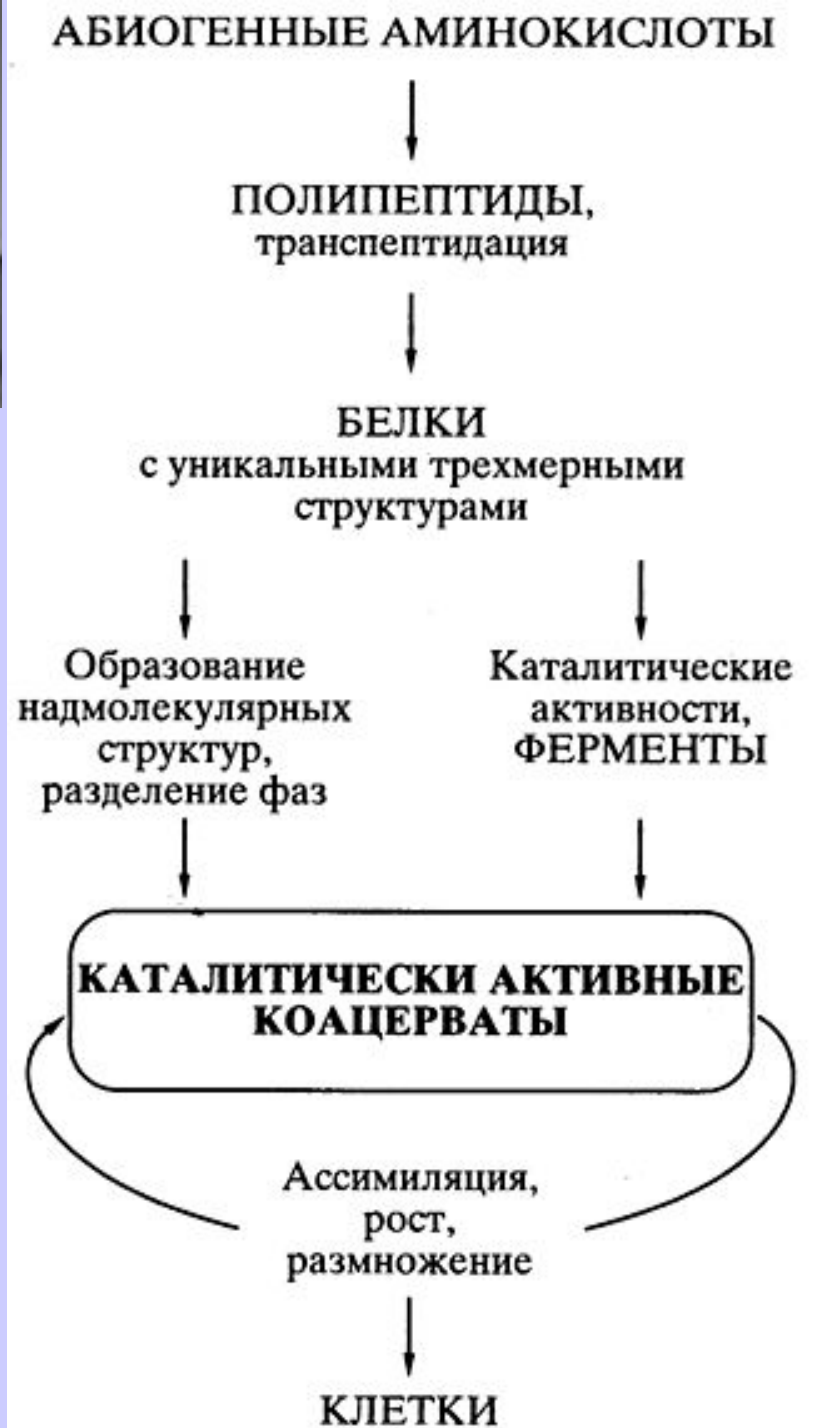 АБИОГЕННЫЕ АМИНОКИСЛОТЫ
ПОЛИПЕПТИДЫ,
транспептидация
БЕЛКИ
с уникальными трехмерными
структурами
Образование
надмолекулярных
структур,
разделение фаз
Каталитические
активности,
ФЕРМЕНТЫ
КАТАЛИТИЧЕСКИ АКТИВНЫЕ
КОАЦЕРВАТЫ
Ассимиляция,
рост,
размножение
КЛЕТКИ